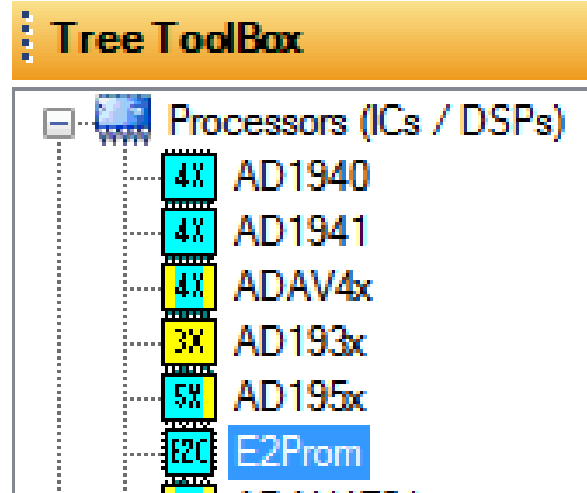 Tree ToolBox
Processors (ICs / DSPs)
4X AD1940
4X AD1941
4X ADAV4x
3X AD193x
5X AD195x
E2C E2Prom